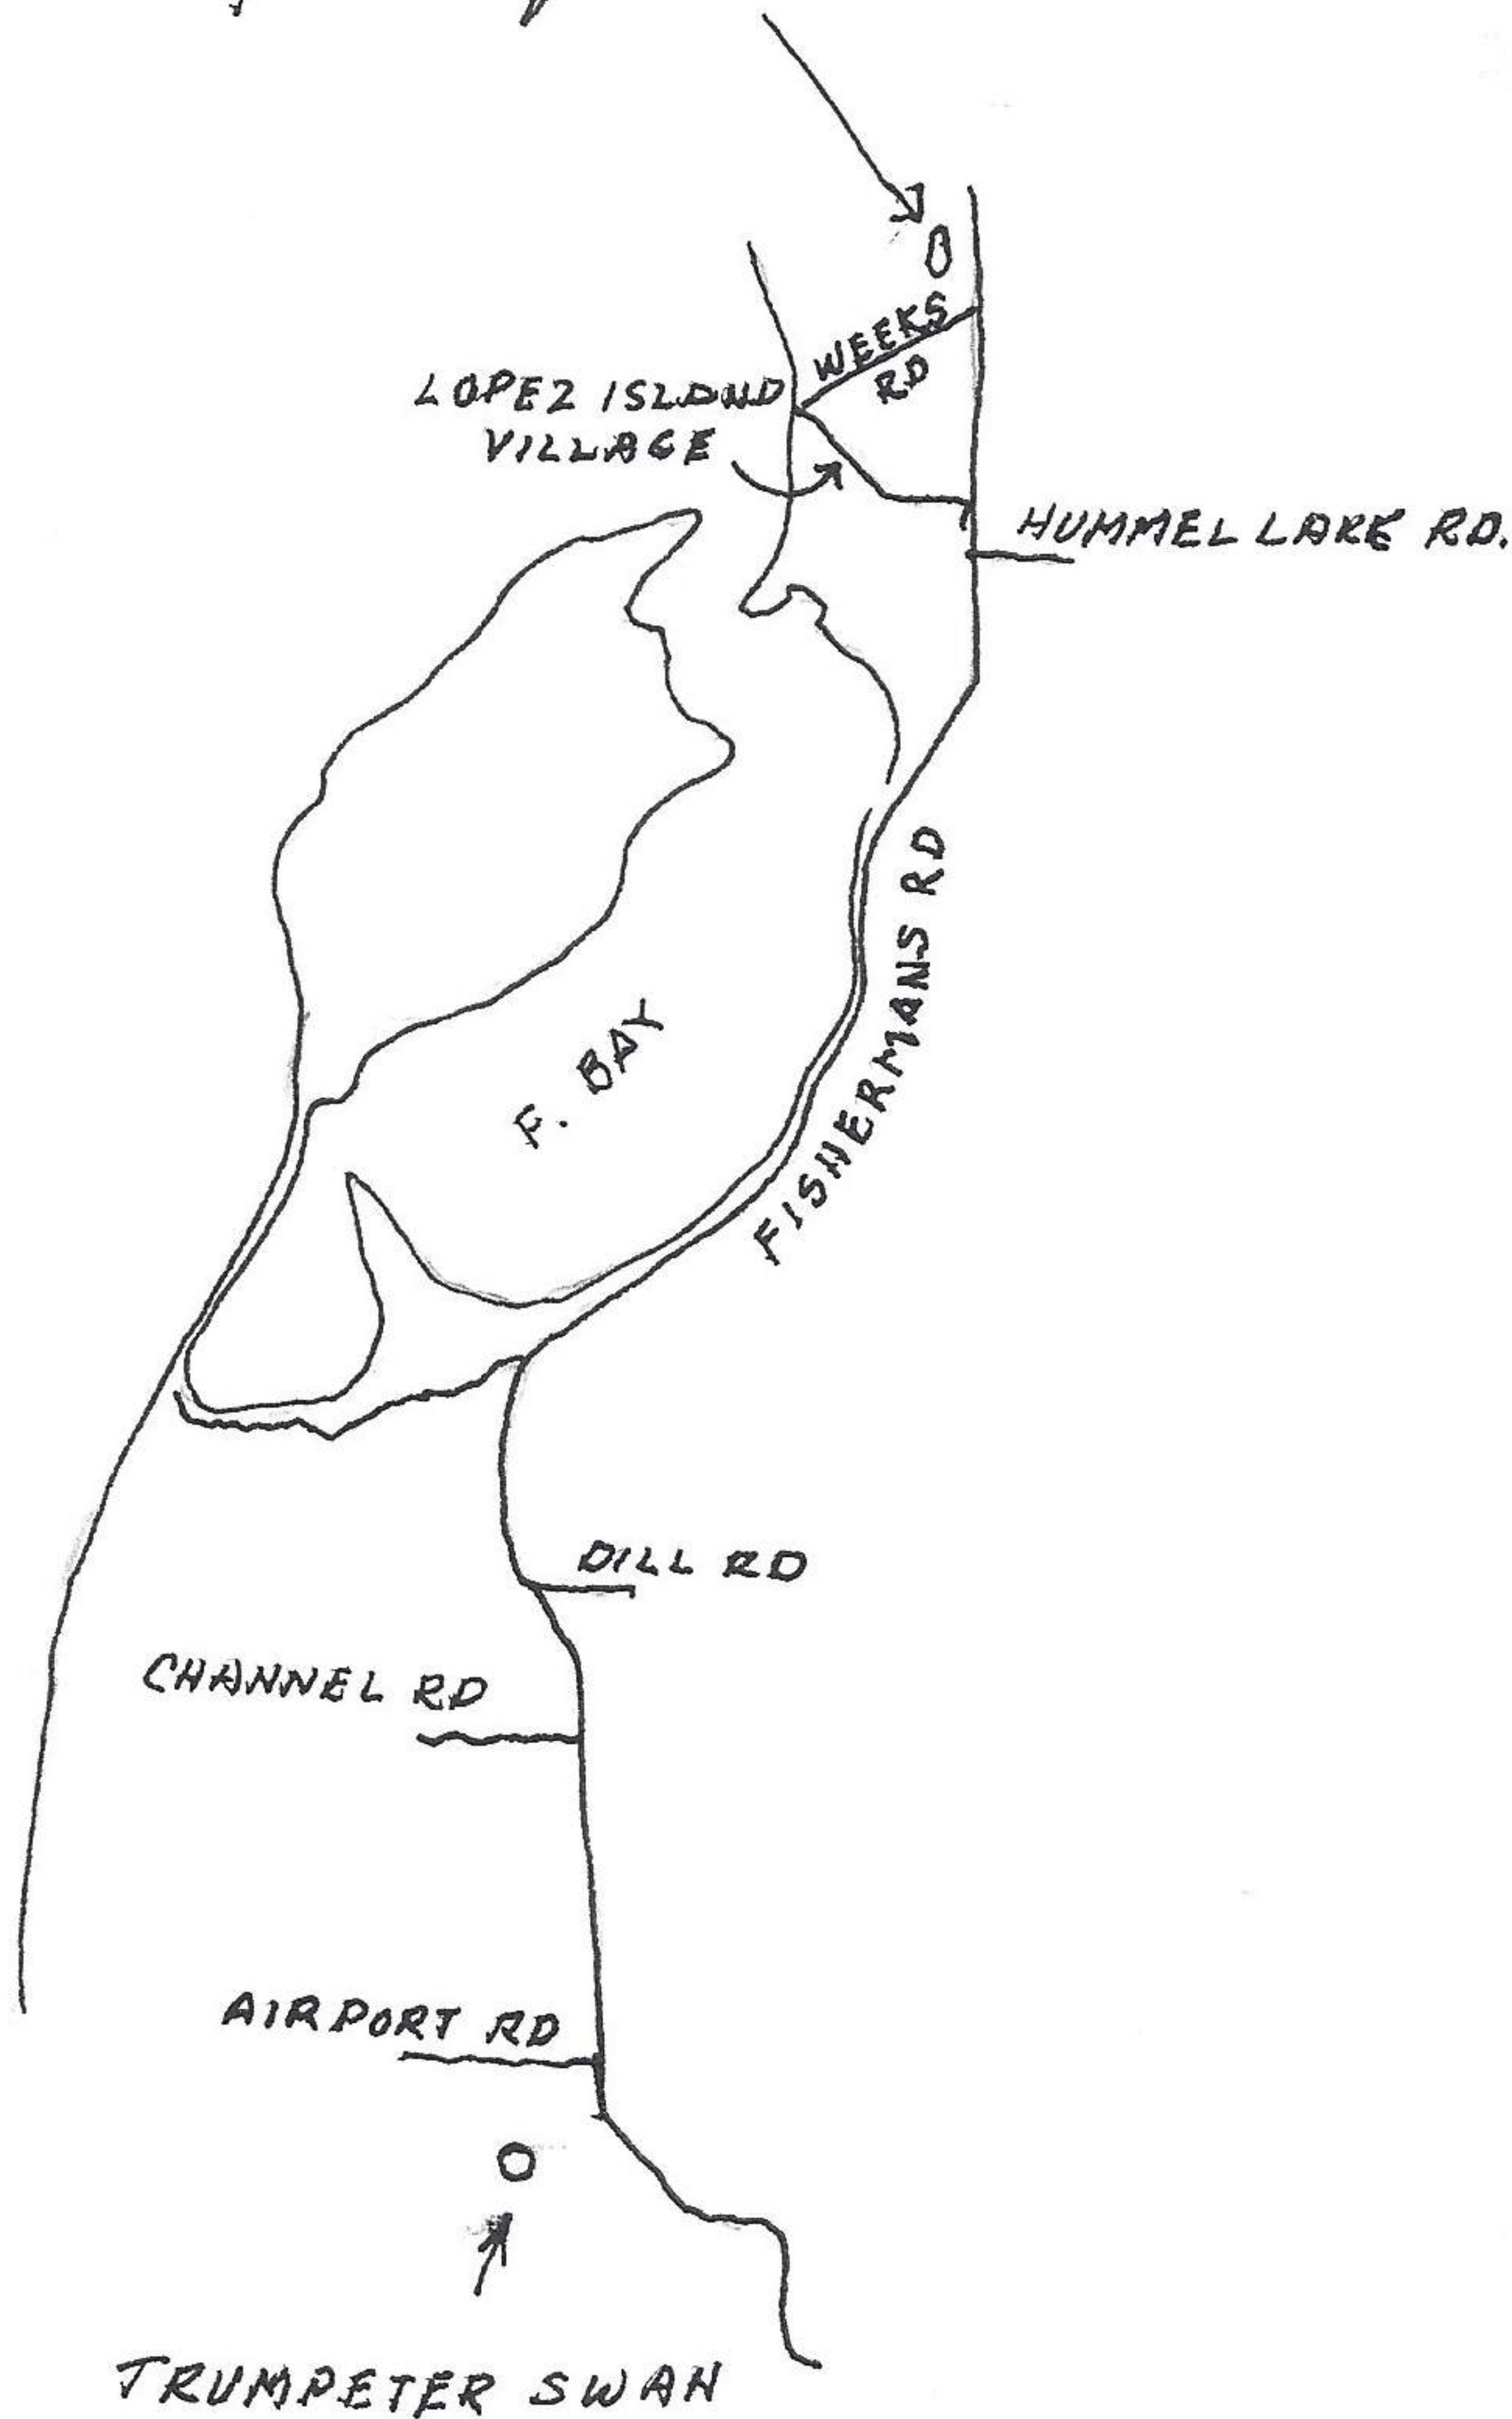 WEEKS
RD
LOPEZ ISLAND
VILLAGE
HUMMEL LAKE RD.
FISHERMANS RD
F. BAY
DILL RD
CHANNEL RD
AIRPORT RD
TRUMPETER SWAN